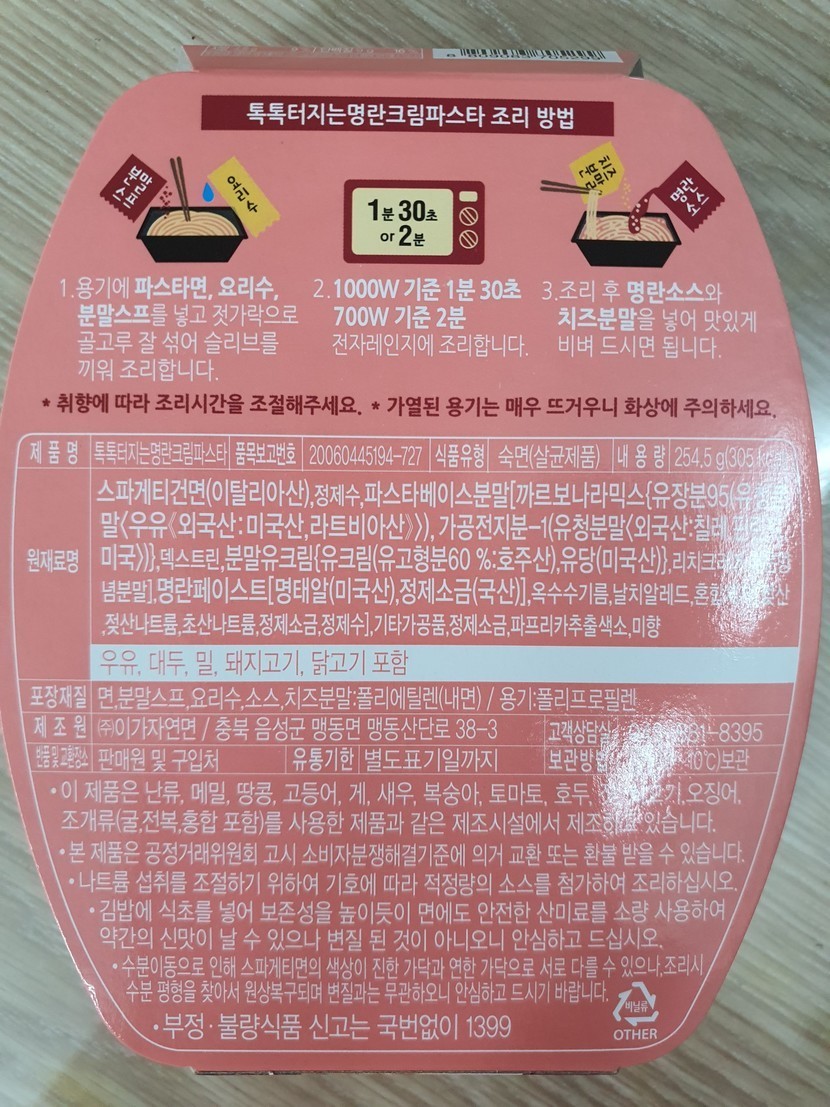 톡톡터지는명란크림파스타 조리 방법
분말스프
요리수
1분 30초
or 2분
치즈분말
명란소스
1.용기에 파스타면, 요리수,
분말스프를 넣고 젓가락으로
골고루 잘 섞어 슬리브를
끼워 조리합니다.
2.1000W 기준 1분 30초
700W 기준 2분
전자레인지에 조리합니다.
3.조리 후 명란소스와
치즈분말을 넣어 맛있게
비벼 드시면 됩니다.
* 취향에 따라 조리시간을 조절해주세요. * 가열된 용기는 매우 뜨거우니 화상에 주의하세요.
제 품 명 톡톡터지는명란크림파스타 품목보고번호 20060445194-727 식품유형 숙면(살균제품) 내 용 량 254.5 g(305
원재료명
스파게티건면(이탈리아산),정제수,파스타베이스분말[까르보나라믹스{유장분95(유청분
말〈우유《외국산:미국산,라트비아산》〉), 가공전지분-1(유청분말〈외국산:칠레,
미국〉)},덱스트린,분말유크림{유크림(유고형분60 %:호주산),유당(미국산)},
념분말],명란페이스트[명태알(미국산),정제소금(국산)],옥수수기름,날치알레드,
,젖산나트륨,초산나트륨,정제소금,정제수],기타가공품,정제소금,파프리카추출색소,미향
우유, 대두, 밀, 돼지고기, 닭고기 포함
포장재질 면,분말스프,요리수,소스,치즈분말:폴리에틸렌(내면) / 용기:폴리프로필렌
제 조 원 ㈜이가자연면 / 충북 음성군 맹동면 맹동산단로 38-3 고객상담실 -8395
반품 및 교환장소 판매원 및 구입처 유통기한 별도표기일까지 보관방법 10℃)보관
•이 제품은 난류, 메밀, 땅콩, 고등어, 게, 새우, 복숭아, 토마토, 호두, 오징어,
조개류(굴,전복,홍합 포함)를 사용한 제품과 같은 제조시설에서 제조하고 있습니다.
•본 제품은 공정거래위원회 고시 소비자분쟁해결기준에 의거 교환 또는 환불 받을 수 있습니다.
•나트륨 섭취를 조절하기 위하여 기호에 따라 적정량의 소스를 첨가하여 조리하십시오.
•김밥에 식초를 넣어 보존성을 높이듯이 면에도 안전한 산미료를 소량 사용하여
약간의 신맛이 날 수 있으나 변질 된 것이 아니오니 안심하고 드십시오.
•수분이동으로 인해 스파게티면의 색상이 진한 가닥과 연한 가닥으로 서로 다를 수 있으나,조리시
수분 평형을 찾아서 원상복구되며 변질과는 무관하오니 안심하고 드시기 바랍니다.
•부정·불량식품 신고는 국번없이 1399
비닐류
OTHER